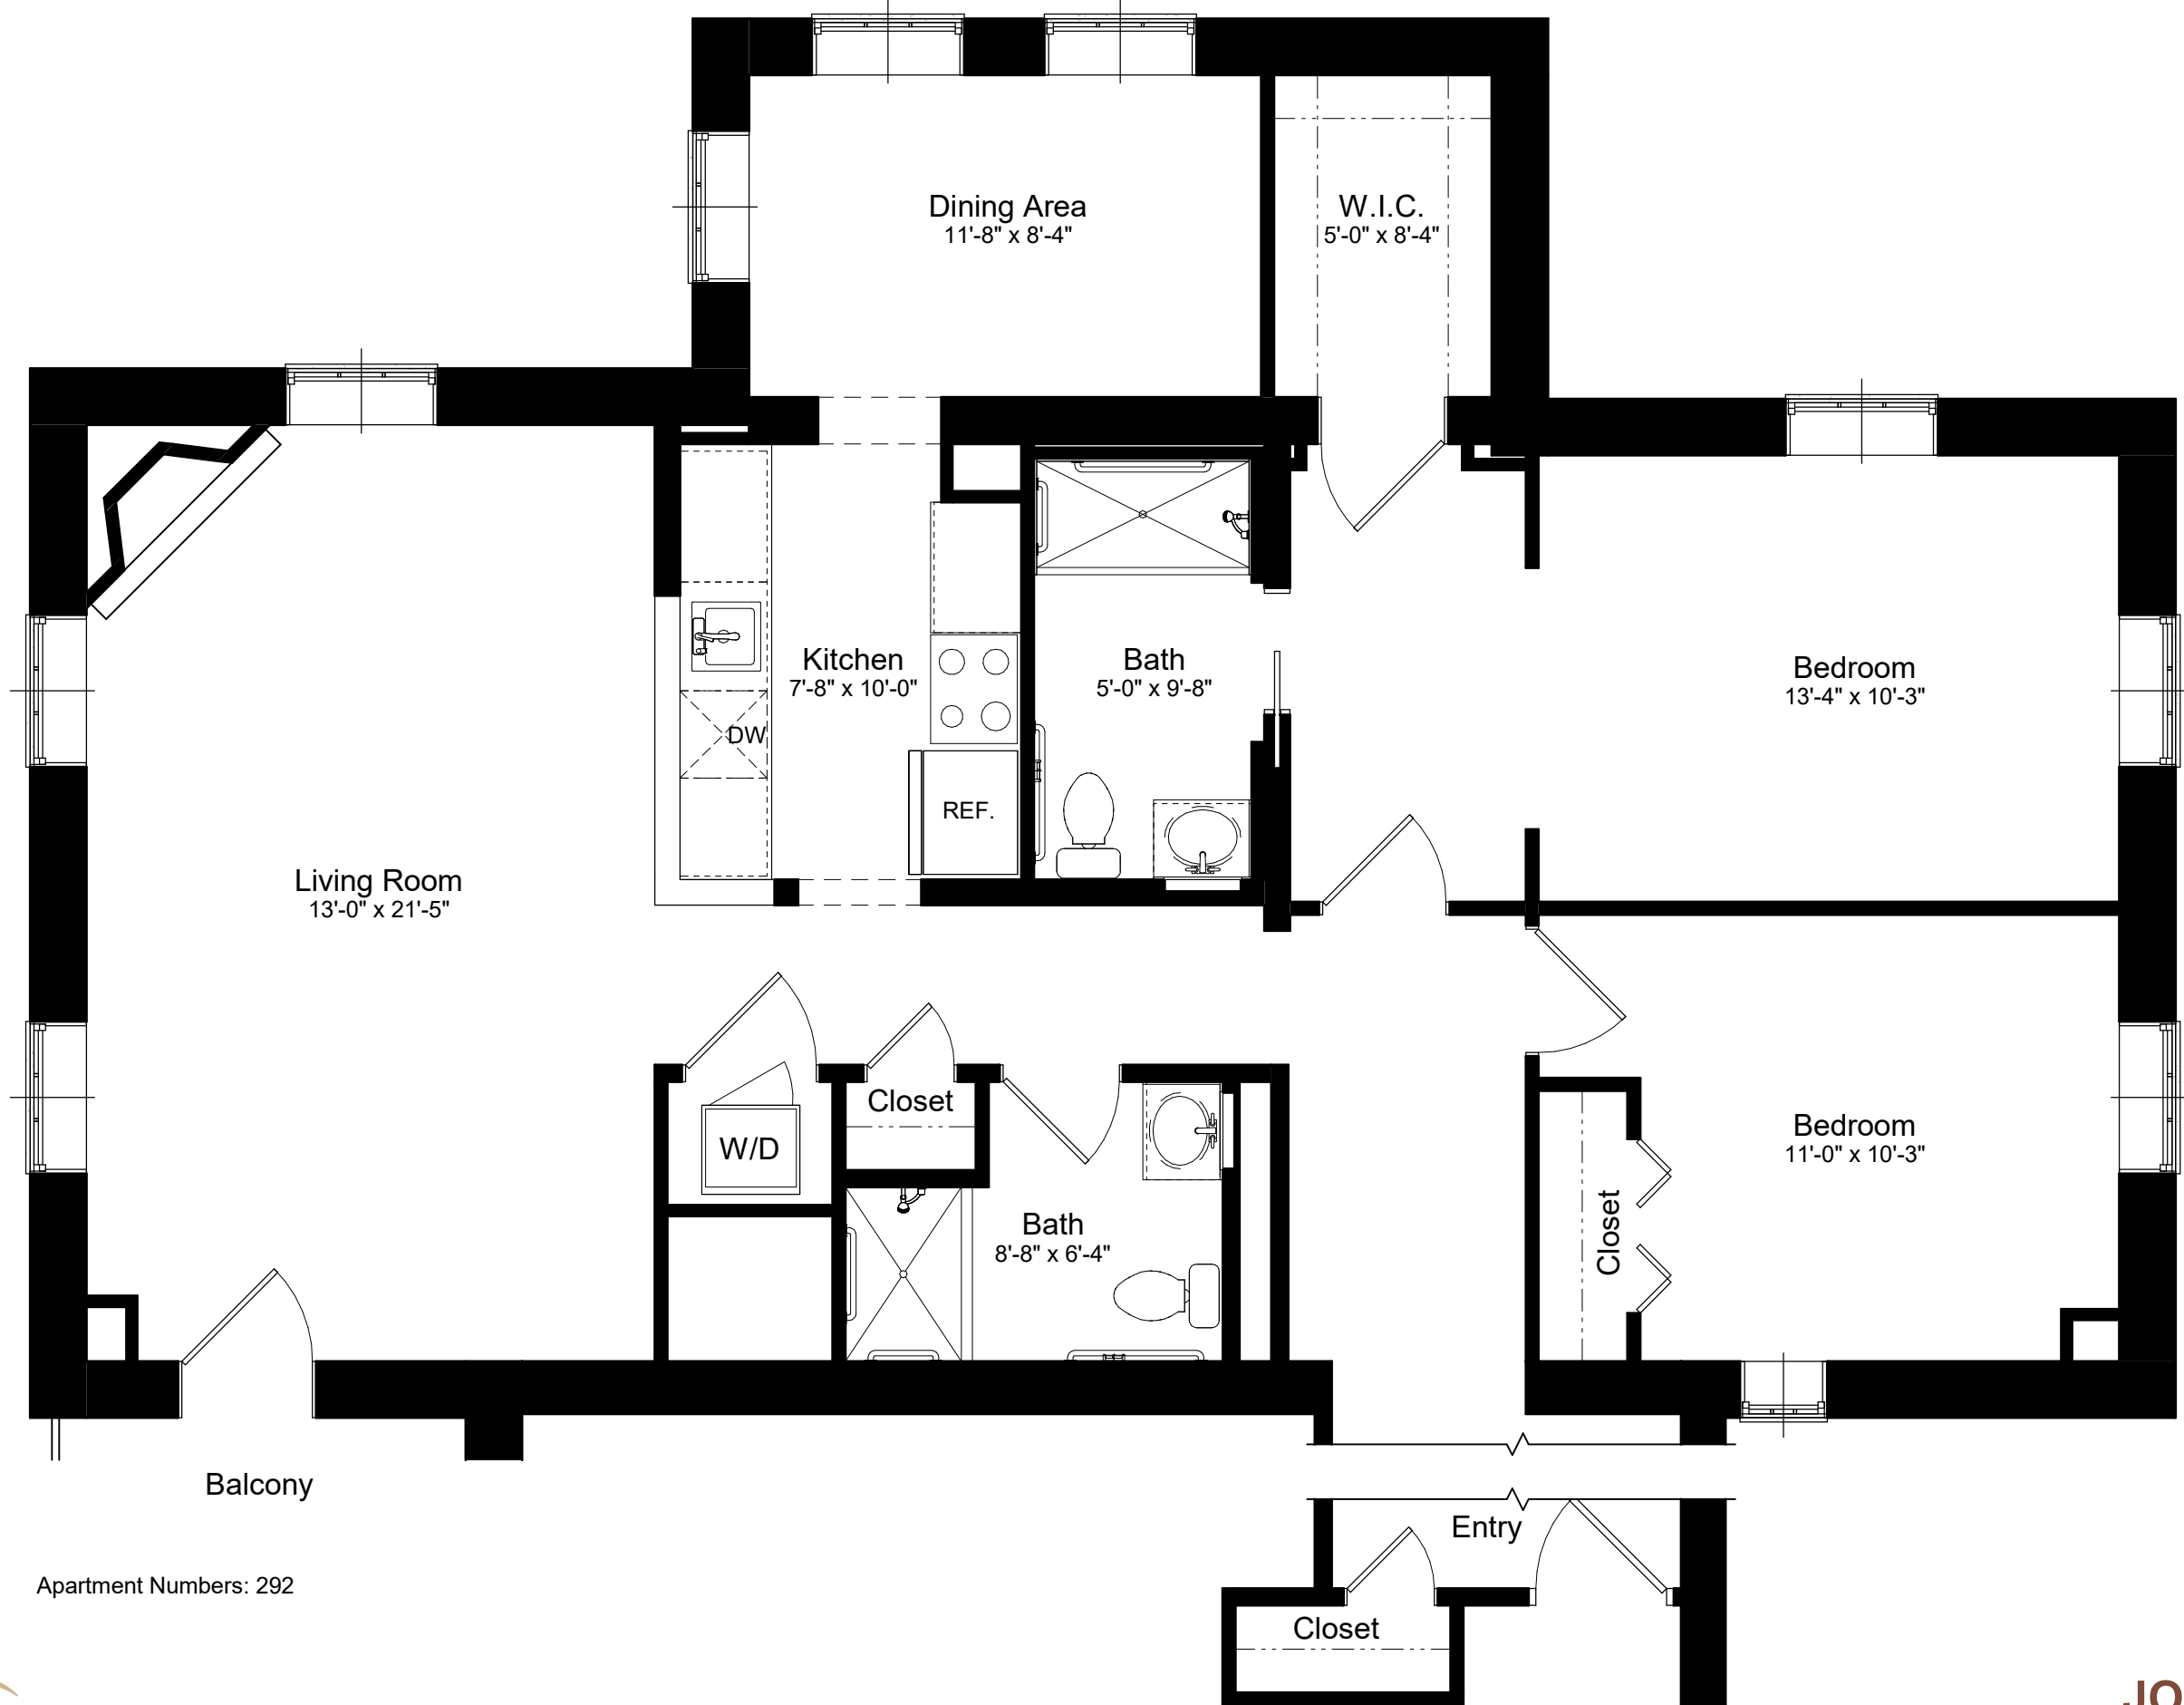 Dining Area
11'-8" x 8'-4"
W.I.C.
5'-0" x 8'-4"
Kitchen
7'-8" x 10'-0"
Bath
5'-0" x 9'-8"
Bedroom
13'-4" x 10'-3"
DW
REF.
Living Room
13'-0" x 21'-5"
Closet
W/D
Bath
8'-8" x 6'-4"
Closet
Bedroom
11'-0" x 10'-3"
Balcony
Entry
Apartment Numbers: 292
Closet
JO